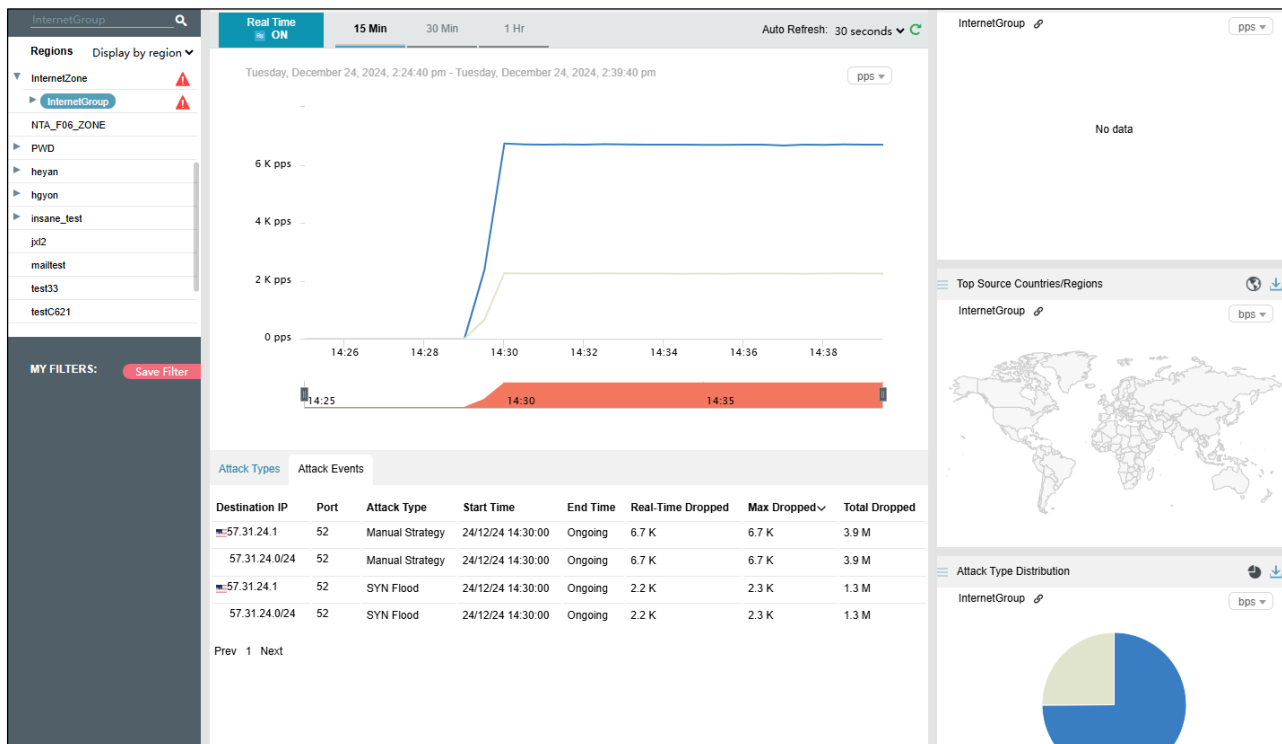 InternetGroup
Regions Display by region
InternetZone
InternetGroup
NTA_F06_ZONE
PWD
heyan
hgyon
insane_test
jxl2
mailtest
test33
testC621
MY FILTERS: Save Filter
Real Time
ON
15 Min 30 Min 1 Hr
Auto Refresh: 30 seconds
Tuesday, December 24, 2024, 2:24:40 pm - Tuesday, December 24, 2024, 2:39:40 pm
pps
6 K pps
4 K pps
2 K pps
0 pps
14:26 14:28 14:30 14:32 14:34 14:36 14:38
14:25 14:30 14:35
Attack Types Attack Events
Destination IP Port Attack Type Start Time End Time Real-Time Dropped Max Dropped Total Dropped
57.31.24.1 52 Manual Strategy 24/12/24 14:30:00 Ongoing 6.7 K 6.7 K 3.9 M
57.31.24.0/24 52 Manual Strategy 24/12/24 14:30:00 Ongoing 6.7 K 6.7 K 3.9 M
57.31.24.1 52 SYN Flood 24/12/24 14:30:00 Ongoing 2.2 K 2.3 K 1.3 M
57.31.24.0/24 52 SYN Flood 24/12/24 14:30:00 Ongoing 2.2 K 2.3 K 1.3 M
Prev 1 Next
InternetGroup pps
No data
Top Source Countries/Regions
InternetGroup bps
Attack Type Distribution
InternetGroup bps